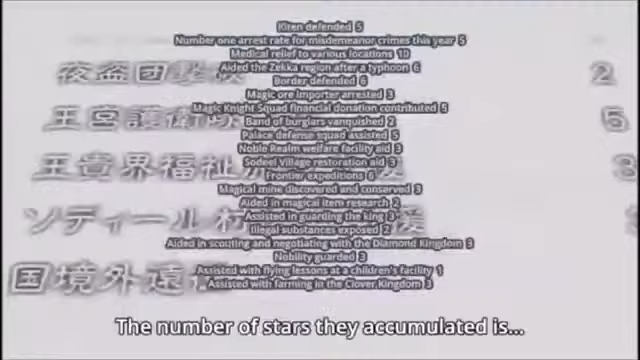 Kiren defended 5
Number one arrest rate for misdemeanor crimes this year 5
Medical relief to various locations 10
Aided the Zekka region after a typhoon 6
Border defended 6
Magic ore importer arrested 3
Magic Knight Squad financial donation contributed 5
Band of burglars vanquished 2
Palace defense squad assisted 5
Noble Realm welfare facility aid 3
Sodeel Village restoration aid 3
Frontier expeditions 6
Magical mine discovered and conserved 3
Aided in magical item research 2
Assisted in guarding the king 3
Illegal substances exposed 2
Aided in scouting and negotiating with the Diamond Kingdom 3
Nobility guarded 3
Assisted with flying lessons at a children's facility 1
Assisted with farming in the Clover Kingdom 3
夜盗団撃 2
王宮護衛 5
王貴界福祉 3
ソディール村 援
国境外遠
The number of stars they accumulated is...